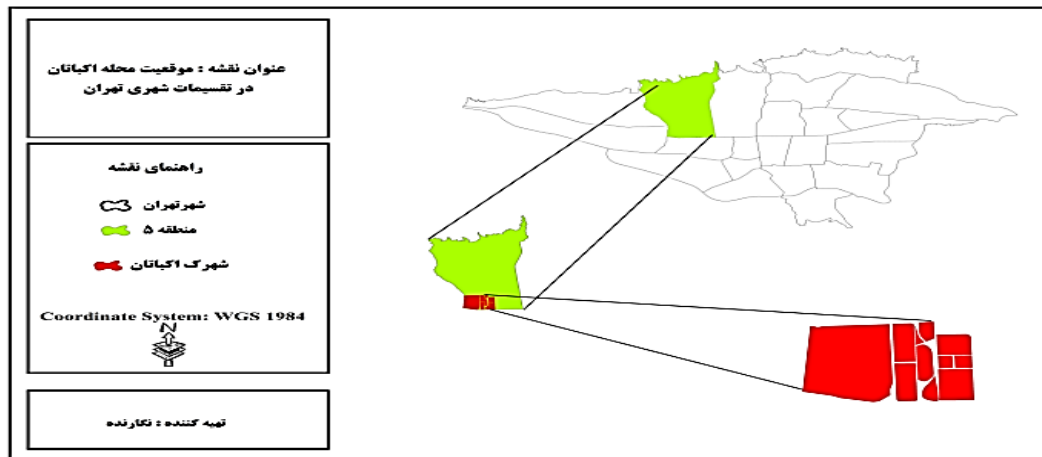 عنوان نقشه : موقعیت محله اکباتان
در تقسیمات شهری تهران
راهنمای نقشه
شهرتهران
منطقه ۵
شهرک اکباتان
Coordinate System: WGS 1984
N
تهیه کننده : نگارنده